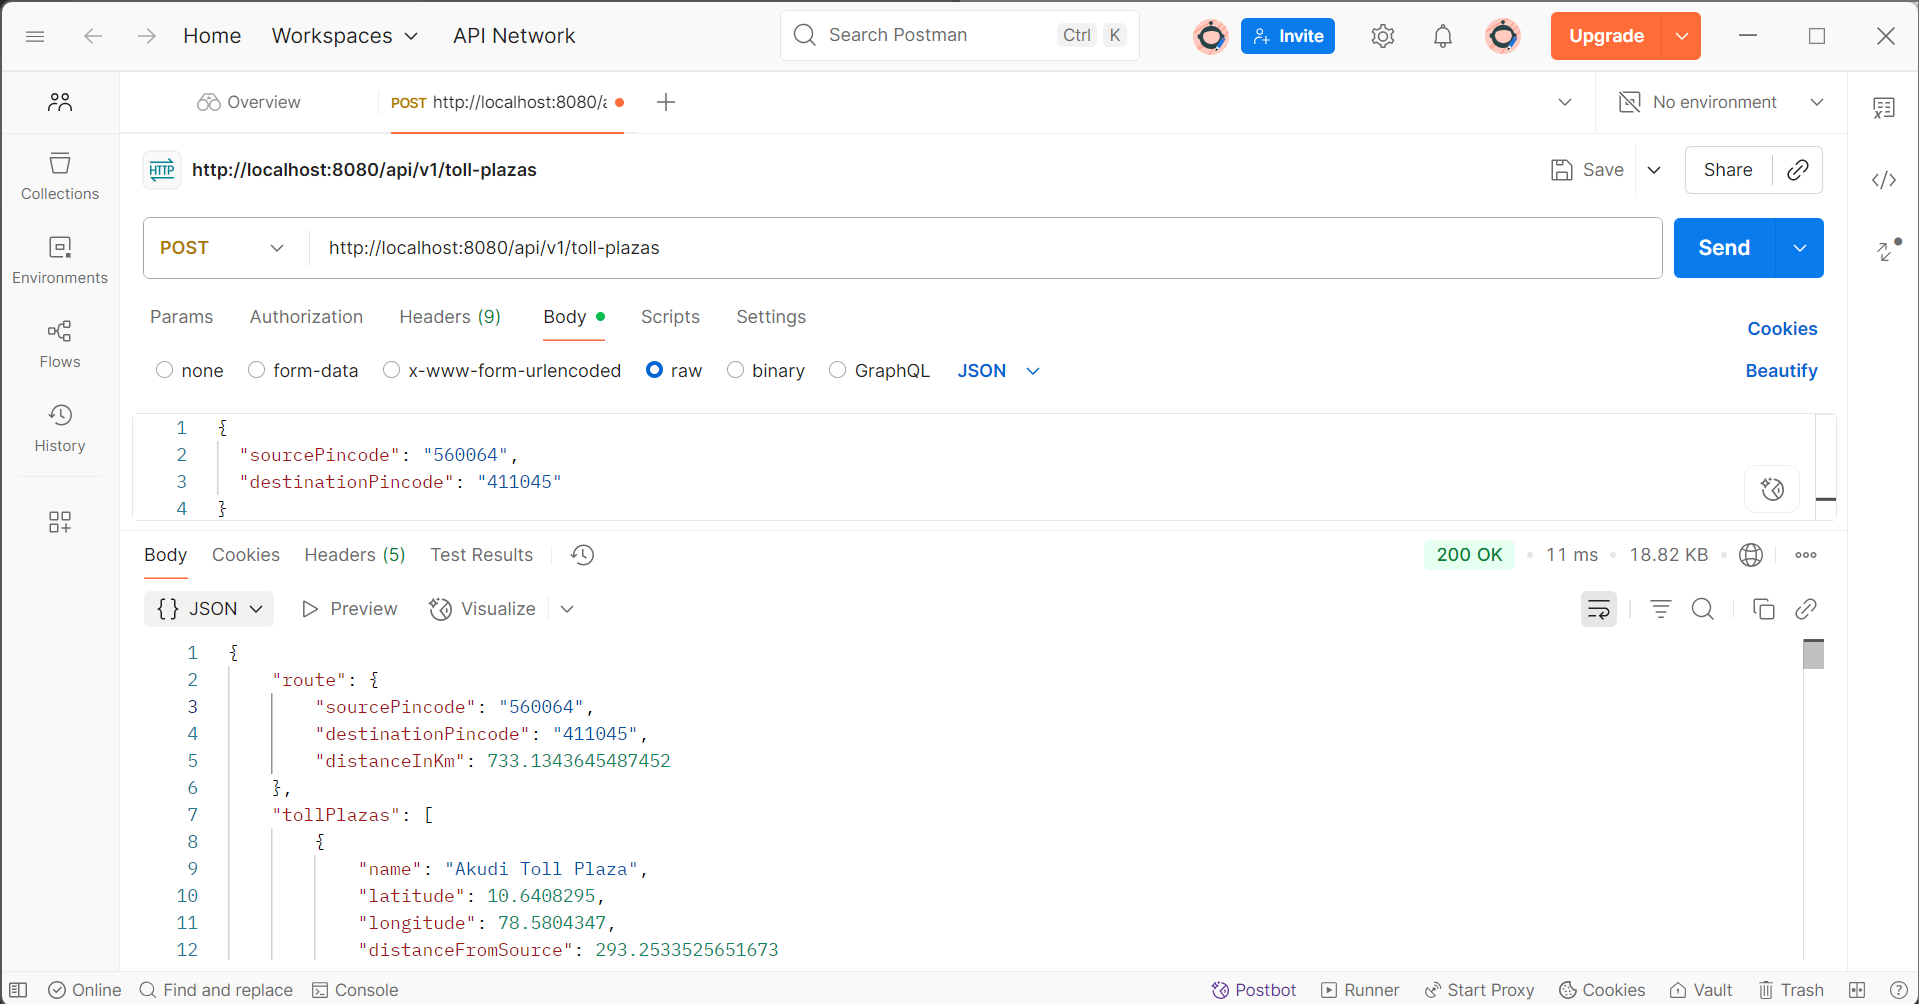 Home Workspaces API Network Search Postman Ctrl K Invite Upgrade
Overview POST http://localhost:8080/a No environment
HTTP http://localhost:8080/api/v1/toll-plazas Save Share
Collections
POST http://localhost:8080/api/v1/toll-plazas Send
Environments
Params Authorization Headers (9) Body Scripts Settings Cookies
Flows
none form-data x-www-form-urlencoded raw binary GraphQL JSON Beautify
History
1 {
2 "sourcePincode": "560064",
3 "destinationPincode": "411045"
4 }
Body Cookies Headers (5) Test Results 200 OK • 11 ms • 18.82 KB •
{} JSON Preview Visualize
1 {
2 "route": {
3 "sourcePincode": "560064",
4 "destinationPincode": "411045",
5 "distanceInKm": 733.1343645487452
6 },
7 "tollPlazas": [
8 {
9 "name": "Akudi Toll Plaza",
10 "latitude": 10.6408295,
11 "longitude": 78.5804347,
12 "distanceFromSource": 293.2533525651673
Online Find and replace Console Postbot Runner Start Proxy Cookies Vault Trash